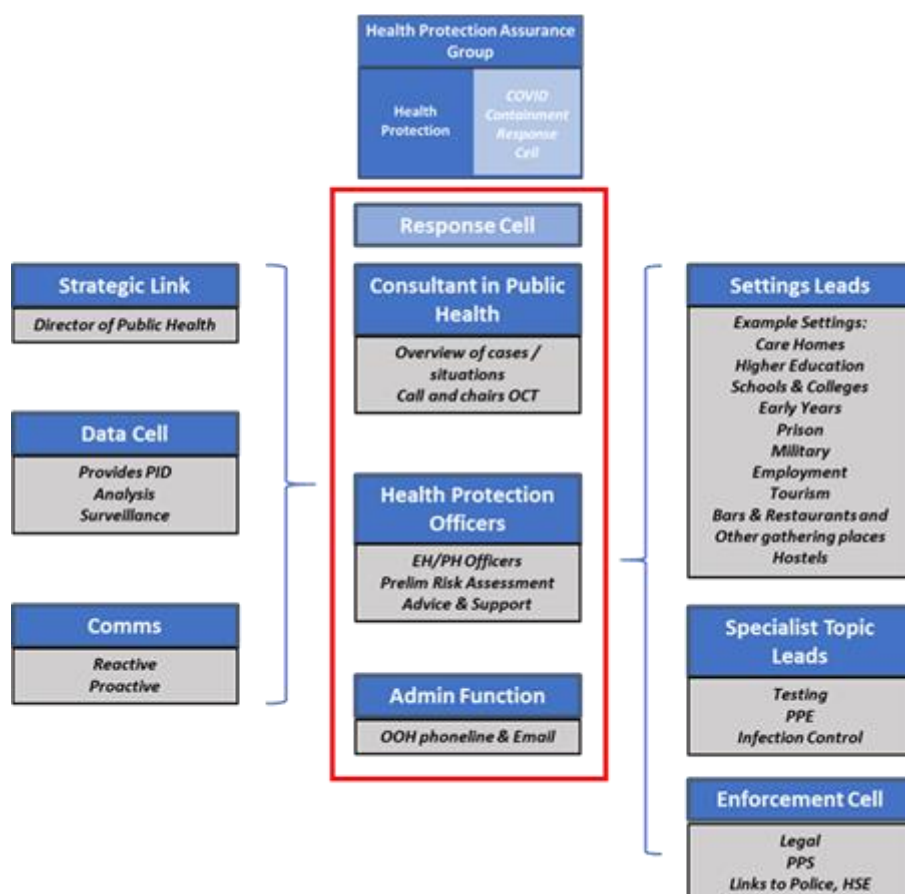 Health Protection Assurance
Group
Health
Protection
COVID
Containment
Response
Cell
Response Cell
Strategic Link
Director of Public Health
Data Cell
Provides PID
Analysis
Surveillance
Comms
Reactive
Proactive
Consultant in Public
Health
Overview of cases /
situations
Call and chairs OCT
Health Protection
Officers
EH/PH Officers
Prelim Risk Assessment
Advice & Support
Admin Function
OOH phoneline & Email
Settings Leads
Example Settings:
Care Homes
Higher Education
Schools & Colleges
Early Years
Prison
Military
Employment
Tourism
Bars & Restaurants and
Other gathering places
Hostels
Specialist Topic
Leads
Testing
PPE
Infection Control
Enforcement Cell
Legal
PPS
Links to Police, HSE